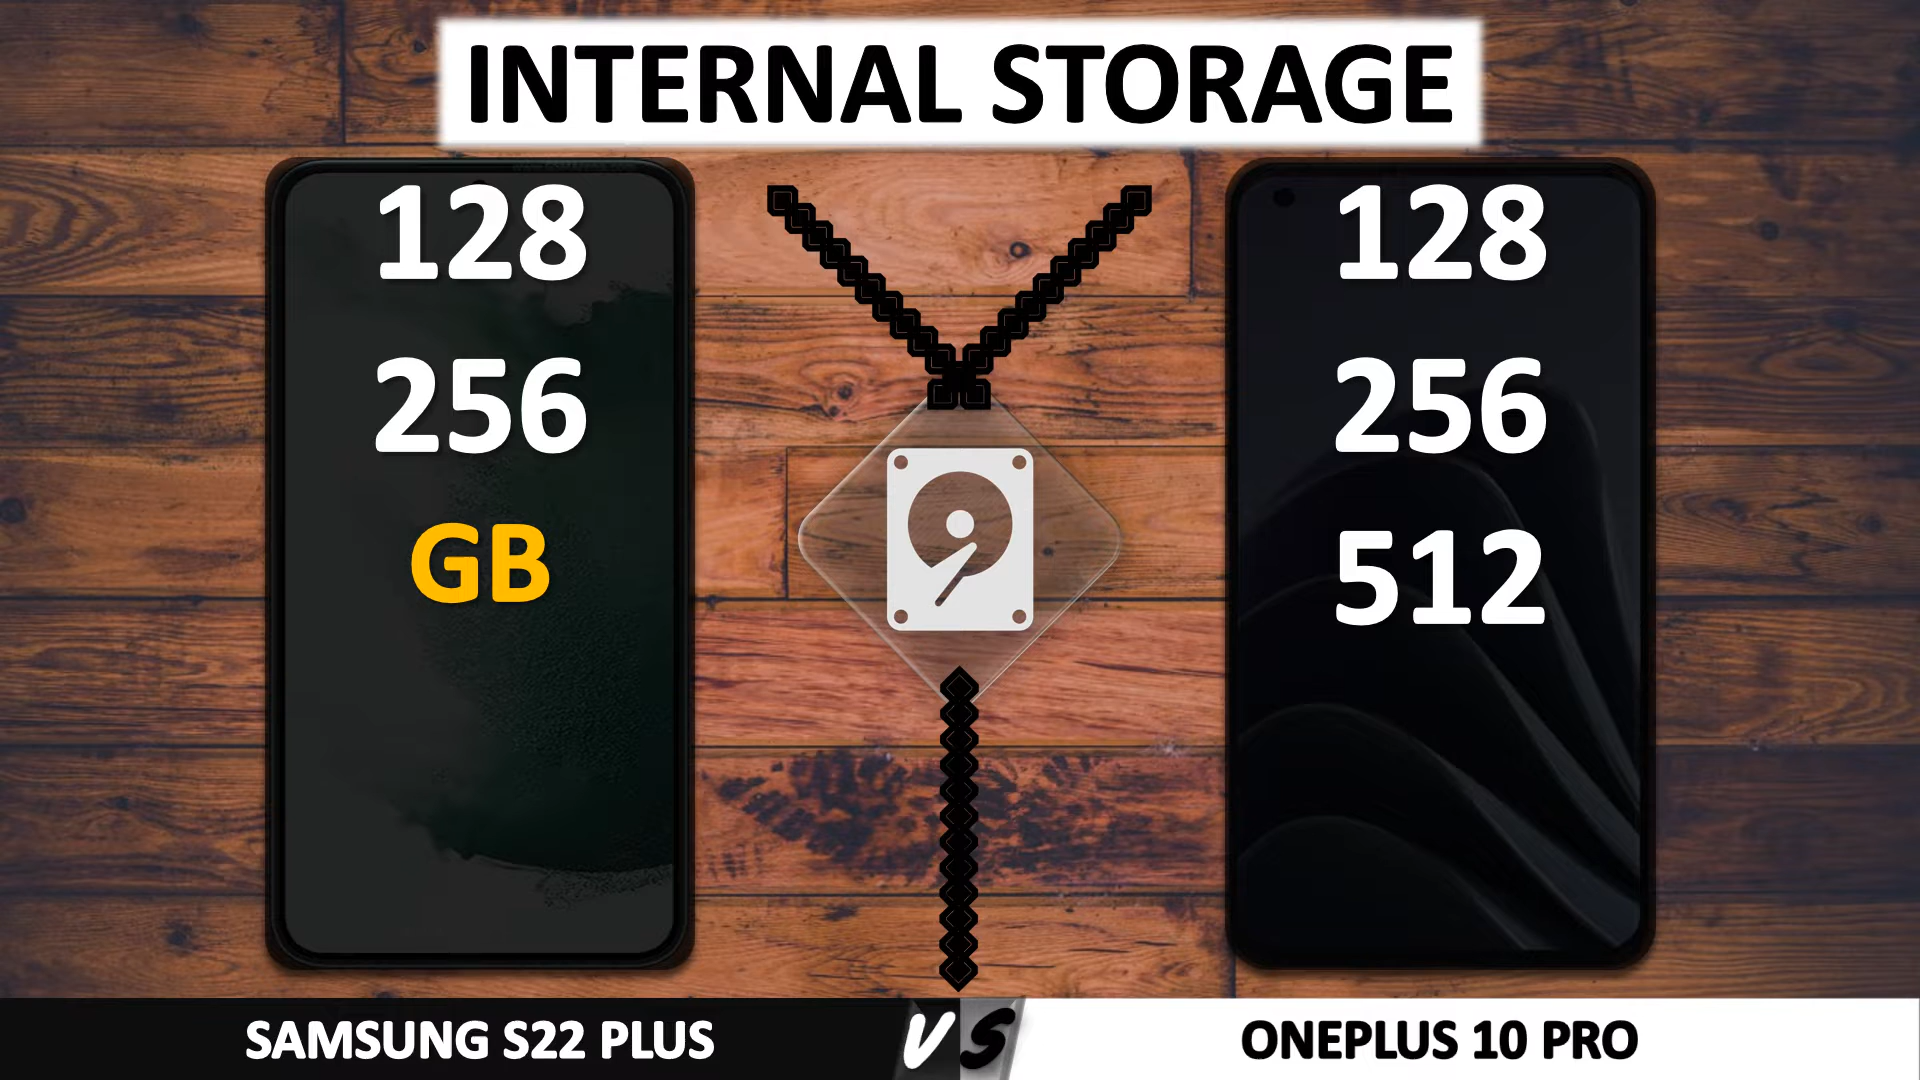 INTERNAL STORAGE
128
256
GB
128
256
512
SAMSUNG S22 PLUS
VS
ONEPLUS 10 PRO